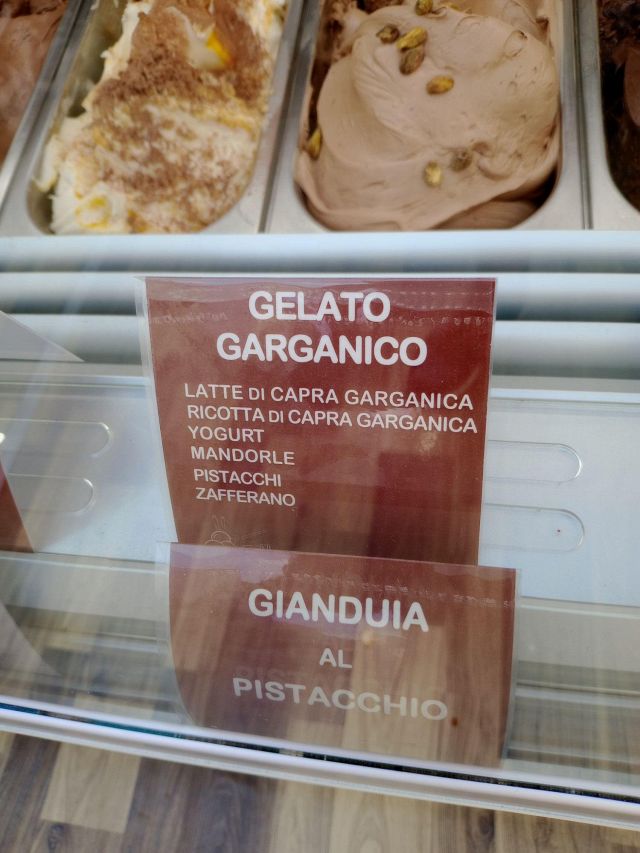 GELATO
GARGANICO
LATTE DI CAPRA GARGANICA
RICOTTA DI CAPRA GARGANICA
YOGURT
MANDORLE
PISTACCHI
ZAFFERANO
GIANDUIA
AL
PISTACCHIO